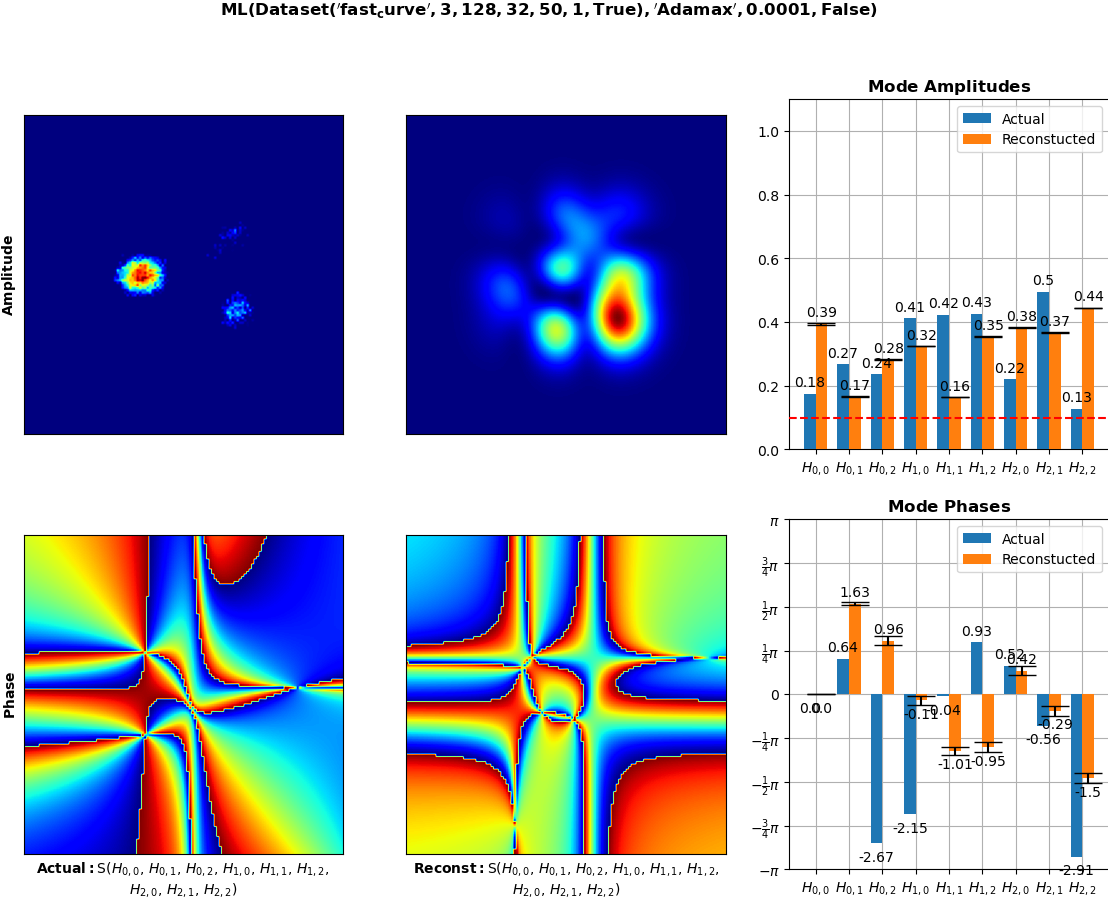 ML(Dataset('fast_curve', 3, 128, 32, 50, 1, True), 'Adamax', 0.0001, False)
Mode Amplitudes
Actual
Reconstucted
1.0
0.8
0.6
0.4
0.2
0.0
0.18 0.39 0.27 0.17 0.24 0.28 0.41 0.32 0.42 0.16 0.43 0.35 0.22 0.38 0.5 0.37 0.13 0.44
H0,0 H0,1 H0,2 H1,0 H1,1 H1,2 H2,0 H2,1 H2,2
Amplitude
Mode Phases
Actual
Reconstucted
π
3/4π
1/2π
1/4π
0
−1/4π
−1/2π
−3/4π
−π
0.0 0.0 0.64 1.63 -2.67 0.96 -2.15 -0.11 -0.04 -1.01 0.93 -0.95 0.52 0.42 -0.56 -0.29 -2.91 -1.5
H0,0 H0,1 H0,2 H1,0 H1,1 H1,2 H2,0 H2,1 H2,2
Phase
Actual: S(H0,0, H0,1, H0,2, H1,0, H1,1, H1,2,
H2,0, H2,1, H2,2)
Reconst: S(H0,0, H0,1, H0,2, H1,0, H1,1, H1,2,
H2,0, H2,1, H2,2)